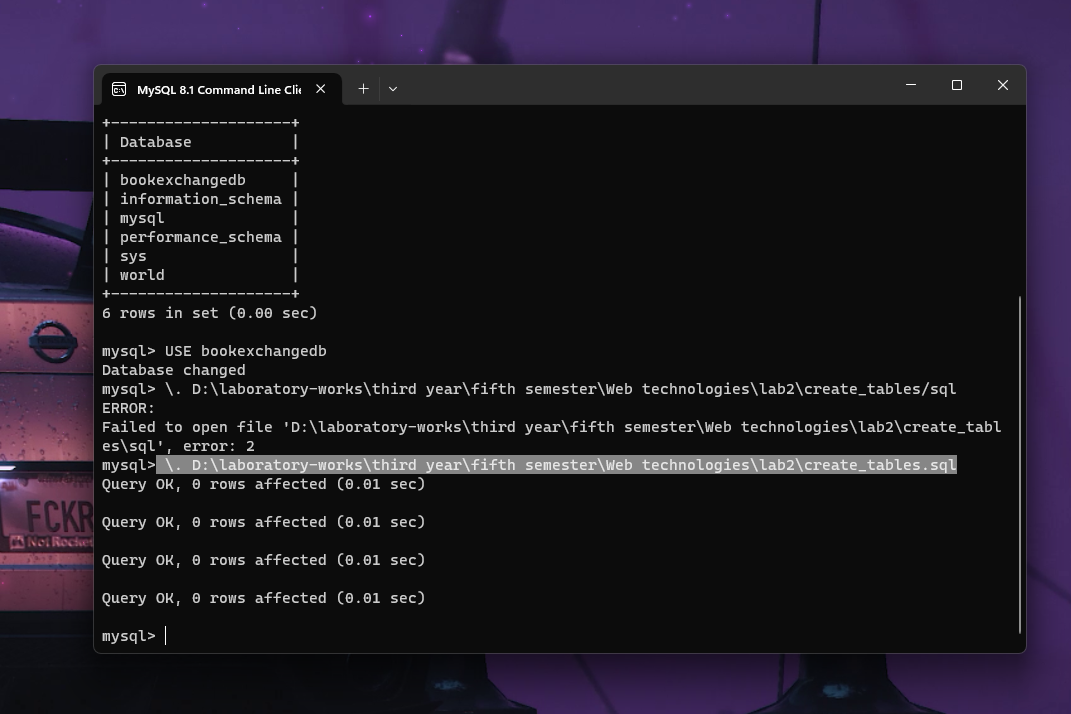 MySQL 8.1 Command Line Clie
+--------------------+
| Database           |
+--------------------+
| bookexchangedb     |
| information_schema |
| mysql              |
| performance_schema |
| sys                |
| world              |
+--------------------+
6 rows in set (0.00 sec)
mysql> USE bookexchangedb
Database changed
mysql> \. D:\laboratory-works\third year\fifth semester\Web technologies\lab2\create_tables/sql
ERROR:
Failed to open file 'D:\laboratory-works\third year\fifth semester\Web technologies\lab2\create_tabl
es\sql', error: 2
mysql> \. D:\laboratory-works\third year\fifth semester\Web technologies\lab2\create_tables.sql
Query OK, 0 rows affected (0.01 sec)
Query OK, 0 rows affected (0.01 sec)
Query OK, 0 rows affected (0.01 sec)
Query OK, 0 rows affected (0.01 sec)
mysql>
FCKR
Not Rocket